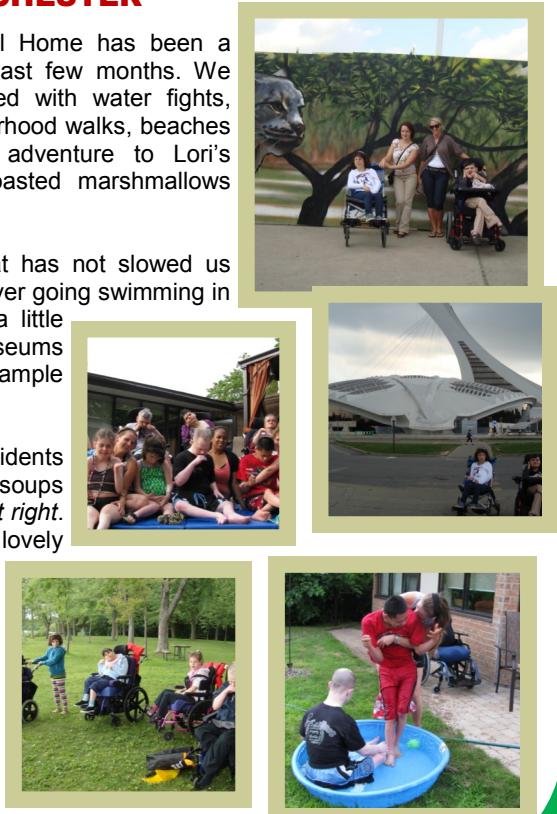 l Home has been a
ast few months. We
ed with water fights,
rhood walks, beaches
adventure to Lori's
oasted marshmallows
at has not slowed us
ver going swimming in
a little
seums
ample
idents
soups
t right.
lovely